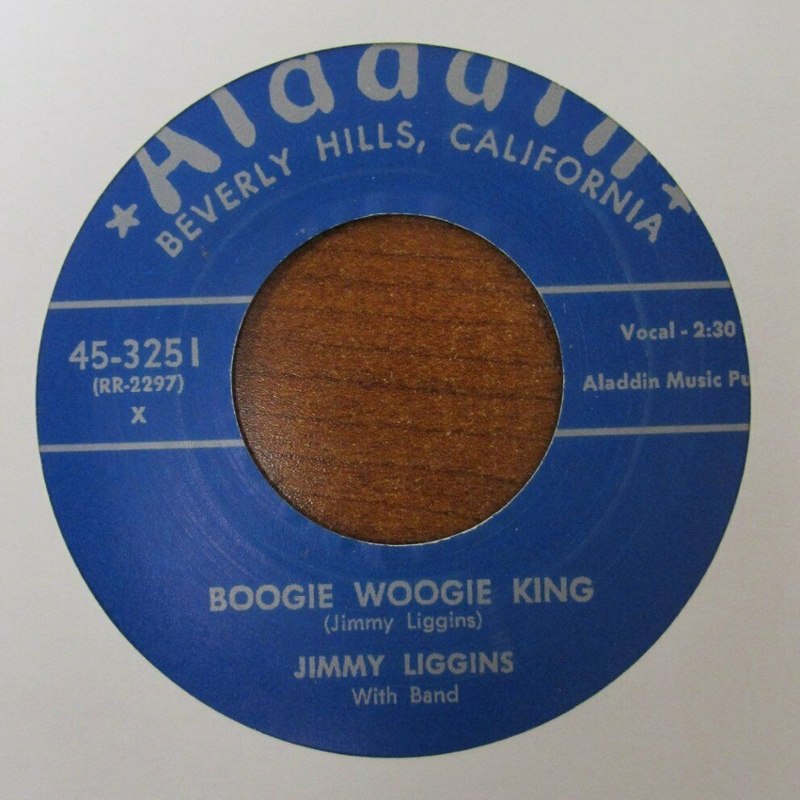 Aladdin
BEVERLY HILLS, CALIFORNIA
45-3251
(RR-2297)
X
Vocal - 2:30
Aladdin Music Pu
BOOGIE WOOGIE KING
(Jimmy Liggins)
JIMMY LIGGINS
With Band